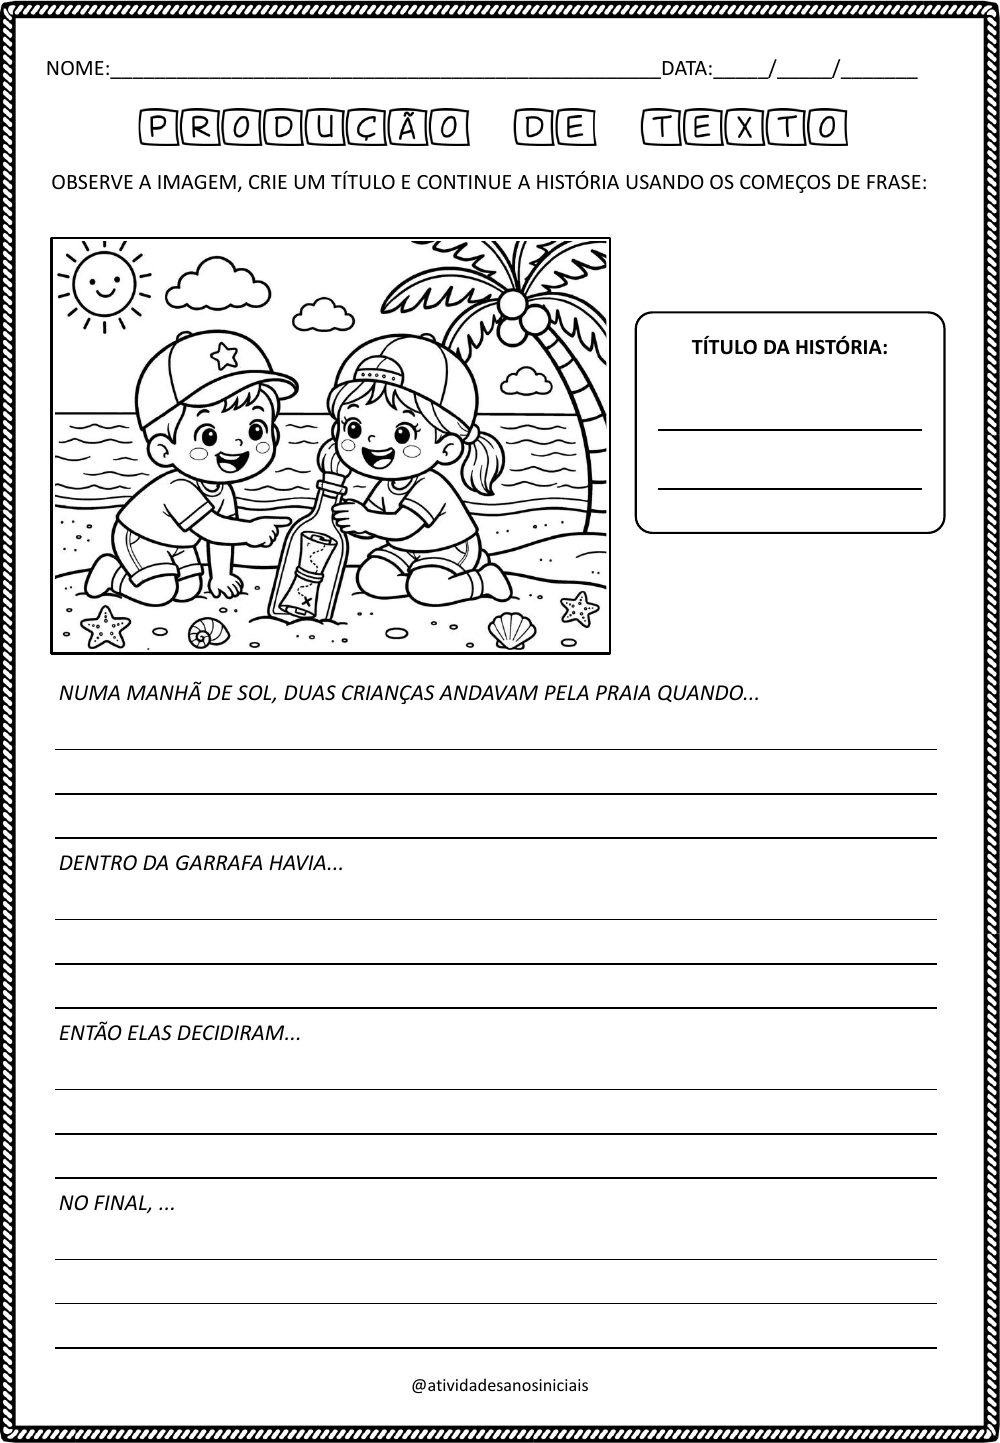 NOME:__________________________________________________DATA:_____/_____/_______
PRODUÇÃO DE TEXTO
OBSERVE A IMAGEM, CRIE UM TÍTULO E CONTINUE A HISTÓRIA USANDO OS COMEÇOS DE FRASE:
TÍTULO DA HISTÓRIA:
NUMA MANHÃ DE SOL, DUAS CRIANÇAS ANDAVAM PELA PRAIA QUANDO...
DENTRO DA GARRAFA HAVIA...
ENTÃO ELAS DECIDIRAM...
NO FINAL, ...
@atividadesanosiniciais